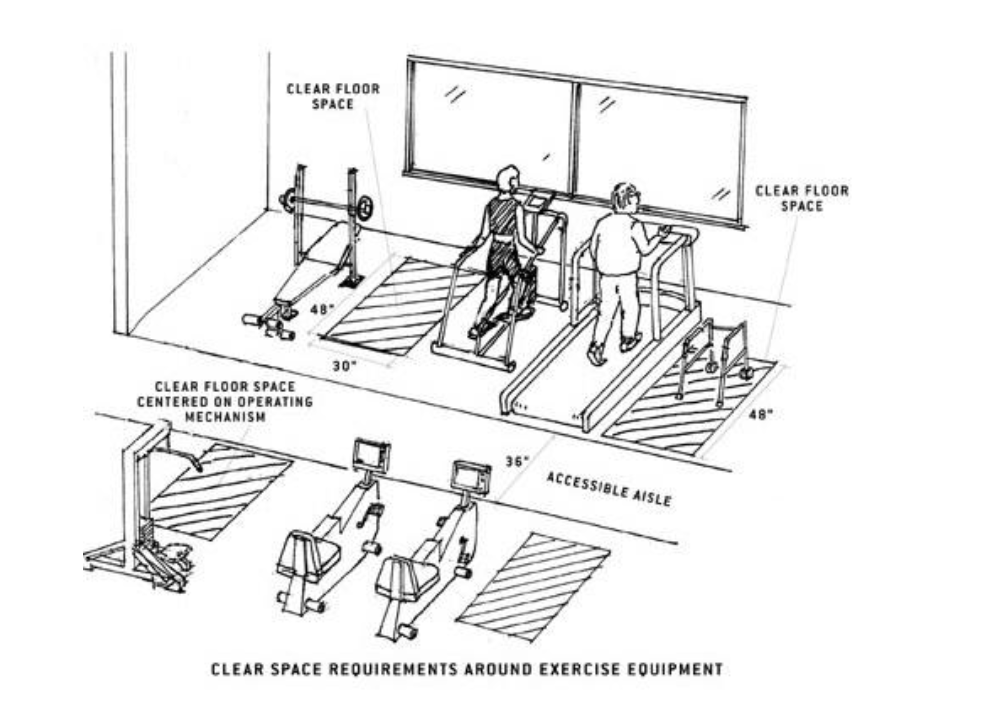 CLEAR FLOOR
SPACE
CLEAR FLOOR
SPACE
48"
30"
CLEAR FLOOR SPACE
CENTERED ON OPERATING
MECHANISM
48"
36"
ACCESSIBLE AISLE
CLEAR SPACE REQUIREMENTS AROUND EXERCISE EQUIPMENT